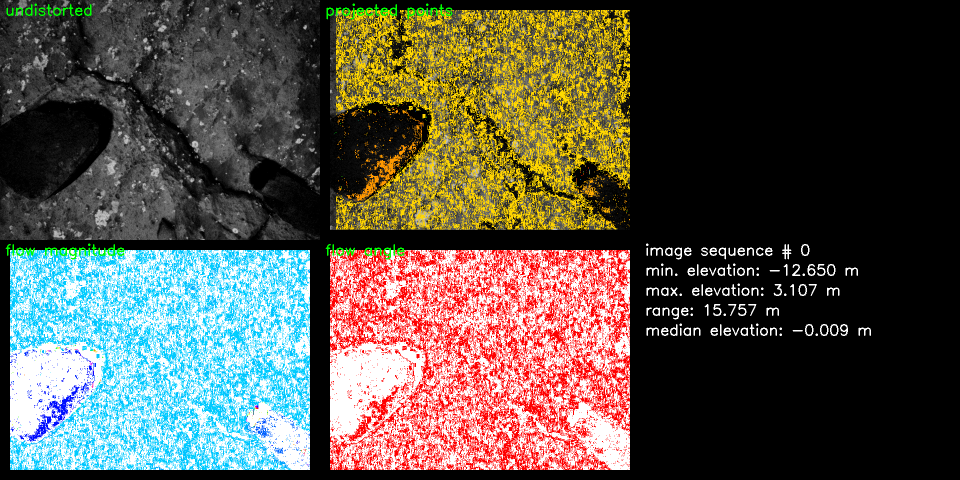 undistorted
projected points
flow magnitude
flow angle
image sequence # 0
min. elevation: -12.650 m
max. elevation: 3.107 m
range: 15.757 m
median elevation: -0.009 m